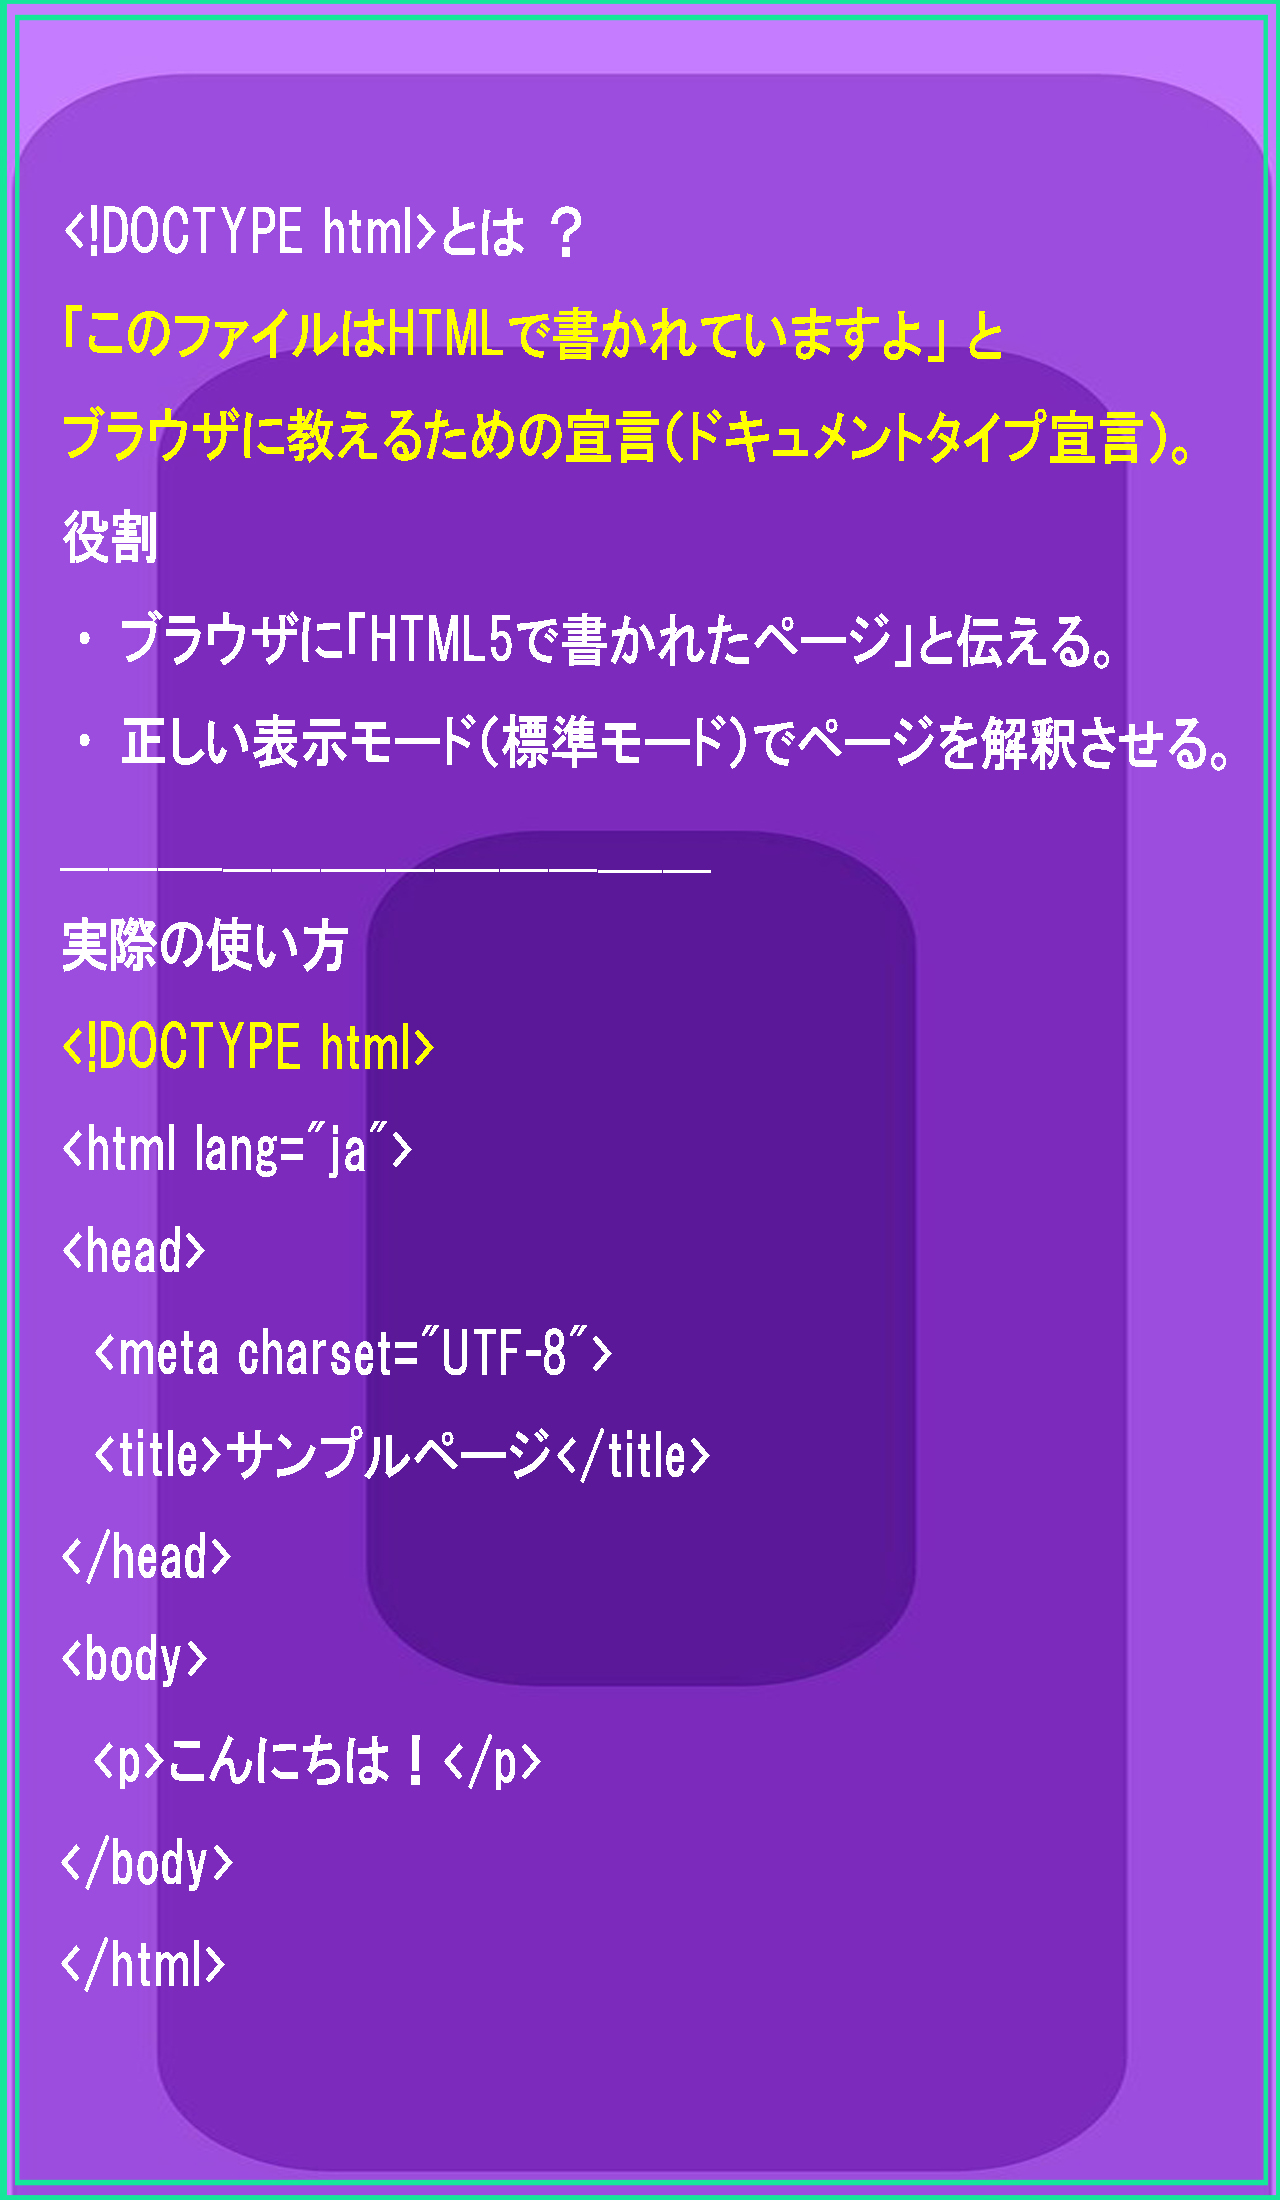 <!DOCTYPE html>とは ？
「このファイルはHTMLで書かれていますよ」 と
ブラウザに教えるための宣言（ドキュメントタイプ宣言）。
役割
・ ブラウザに「HTML5で書かれたページ」と伝える。
・ 正しい表示モード（標準モード）でページを解釈させる。
――――――――――――――
実際の使い方
<!DOCTYPE html>
<html lang="ja">
<head>
<meta charset="UTF-8">
<title>サンプルページ</title>
</head>
<body>
<p>こんにちは！</p>
</body>
</html>